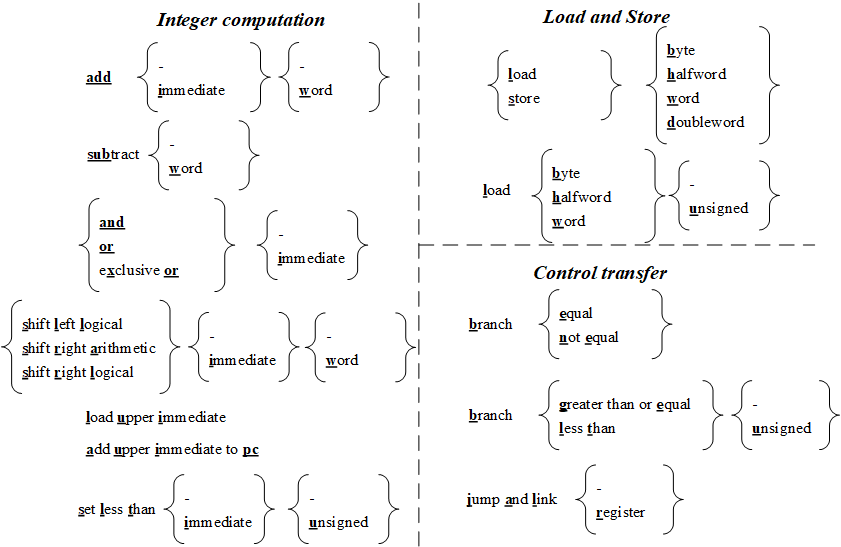 Integer computation
add - -
immediate word
subtract -
word
and
or -
exclusive or immediate
shift left logical - -
shift right arithmetic immediate word
shift right logical
load upper immediate
add upper immediate to pc
set less than - -
immediate unsigned
Load and Store
load byte
store halfword
word
doubleword
load byte -
halfword unsigned
word
Control transfer
branch equal
not equal
branch greater than or equal -
less than unsigned
jump and link -
register